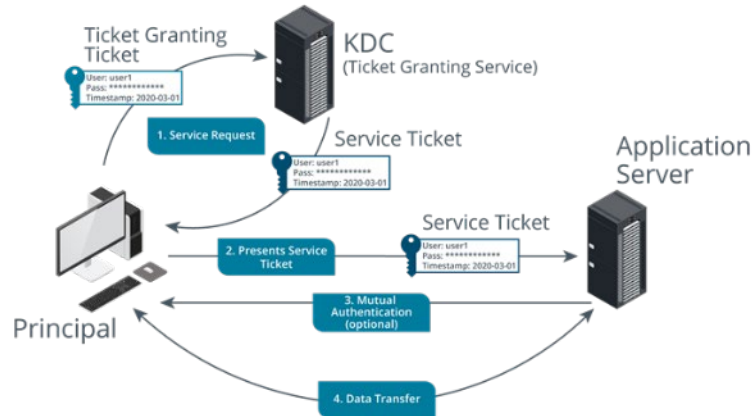 Ticket Granting
Ticket
User: user1
Pass: ************
Timestamp: 2020-03-01
KDC
(Ticket Granting Service)
1. Service Request
Service Ticket
User: user1
Pass: ************
Timestamp: 2020-03-01
Application
Server
Service Ticket
User: user1
Pass: ************
Timestamp: 2020-03-01
2. Presents Service
Ticket
3. Mutual
Authentication
(optional)
Principal
4. Data Transfer